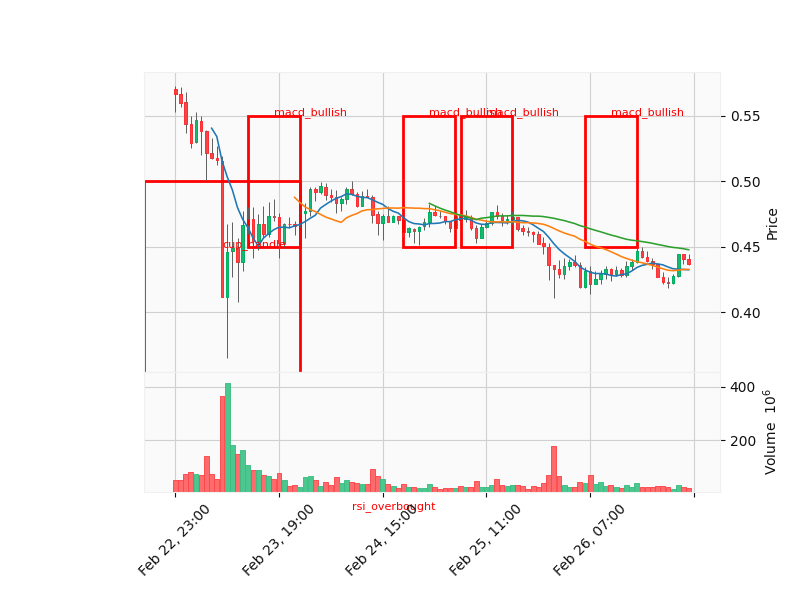 macd_bullish
macd_bullish
macd_bullish
macd_bullish
cup_handle
rsi_overbought
0.55
0.50
0.45
0.40
Price
400
200
Volume 10^6
Feb 22, 23:00
Feb 23, 19:00
Feb 24, 15:00
Feb 25, 11:00
Feb 26, 07:00